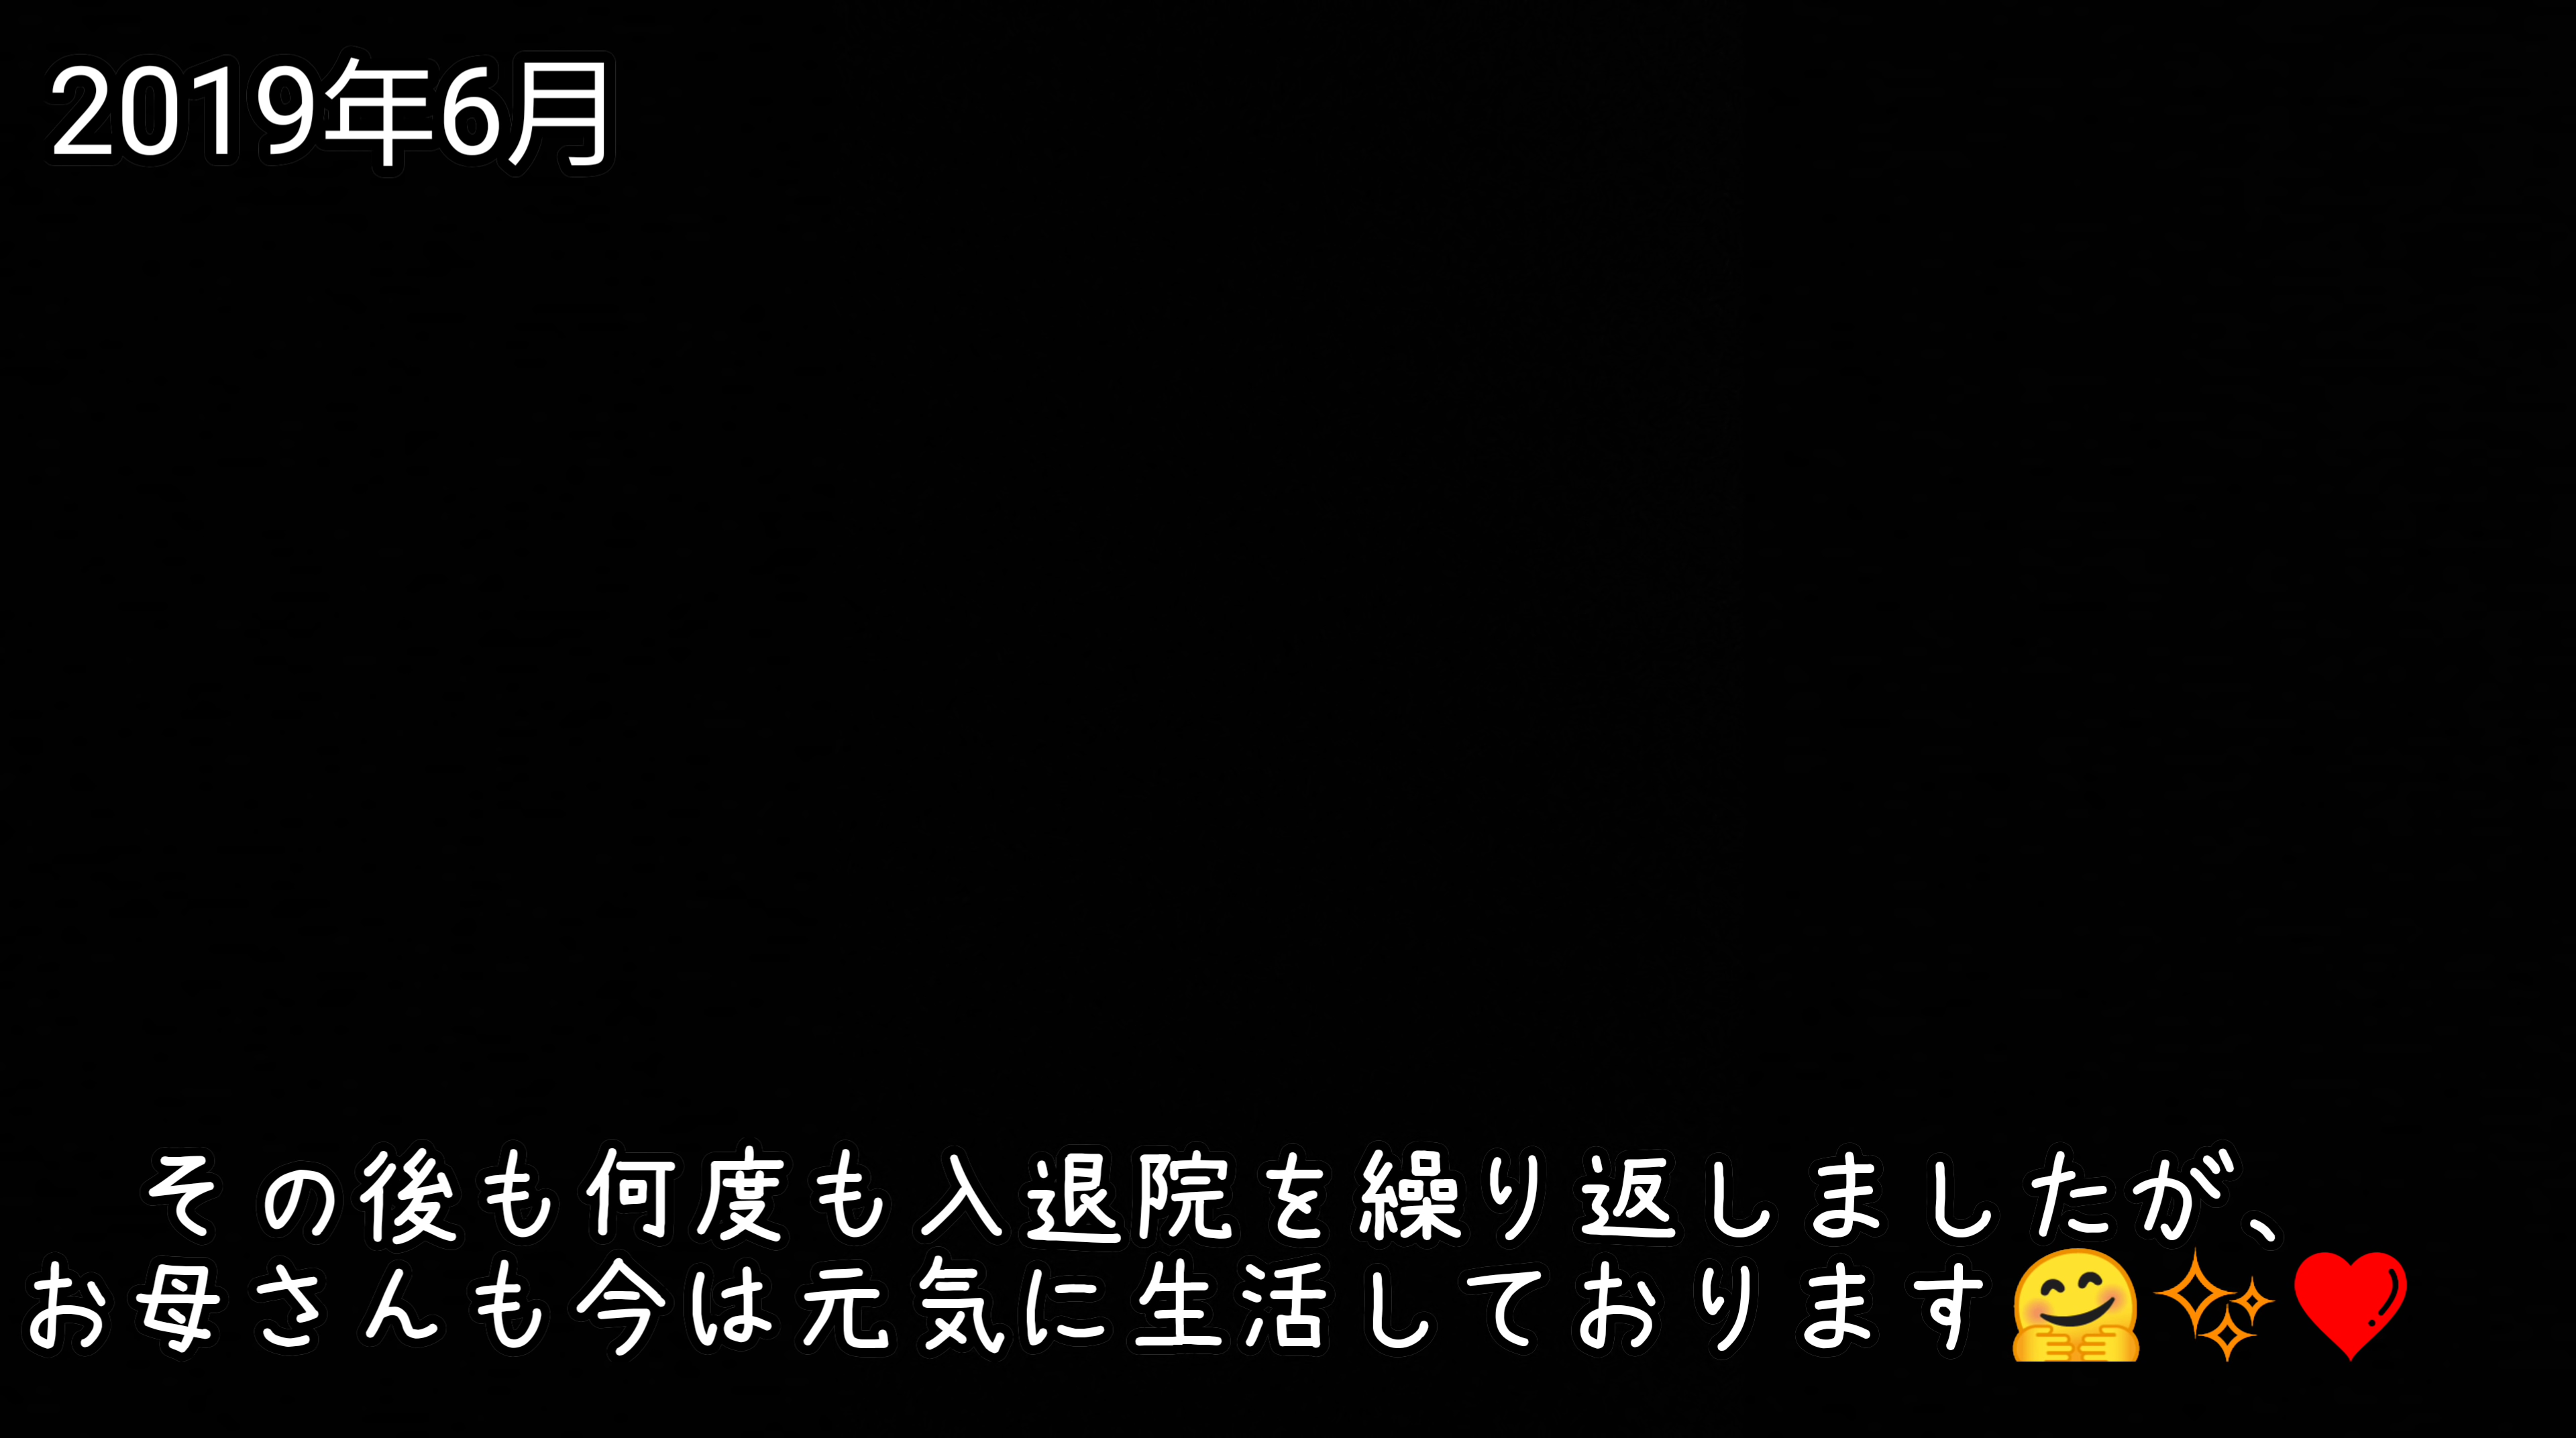 2019年6月
その後も何度も入退院を繰り返しましたが、
お母さんも今は元気に生活しております🤗✨❤